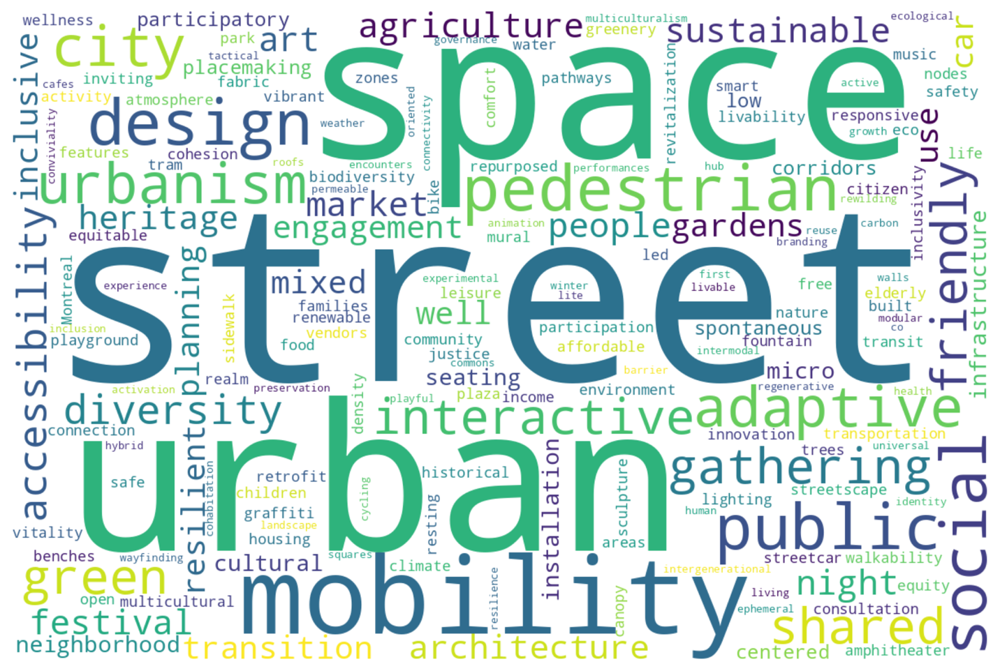 wellness
participatory
agriculture
multiculturalism
greenery
sustainable
ecological
car
city
park
art
tactical
placemaking
governance
water
space
music
inviting
fabric
zones
pathways
revitalization
smart
active
nodes
cafes
activity
atmosphere
vibrant
oriented
comfort
low
livability
safety
inclusive
conviviality
design
weather
connectivity
responsive
growth
eco
use
features
cohesion
tram
roofs
encounters
repurposed
performances
hub
corridors
life
urbanism
biodiversity
permeable
bike
pedestrian
citizen
rewilding
inclusivity
friendly
heritage
market
engagement
animation
mural
people
gardens
reuse
carbon
branding
equitable
street
led
accessibility
Montreal
planning
experience
mixed
experimental
leisure
winter
lite
first
livable
free
walls
elderly
infrastructure
families
renewable
well
nature
built
modular
inclusion
playground
sidewalk
vendors
food
community
participation
affordable
spontaneous
fountain
intermodal
co
transit
justice
commons
realm
preservation
seating
barrier
micro
activation
density
plaza
income
environment
regenerative
health
diversity
playful
interactive
adaptive
connection
resilient
hybrid
urban
innovation
transportation
trees
universal
social
cohabitation
safe
retrofit
children
graffiti
landscape
housing
cycling
historical
resting
installation
sculpture
areas
gathering
streetscape
lighting
human
identity
public
vitality
benches
wayfinding
cultural
squares
climate
mobility
intergenerational
streetcar
walkability
green
open
multicultural
resilience
canopy
living
night
equity
ephemeral
consultation
festival
shared
neighborhood
transition
architecture
centered
amphitheater